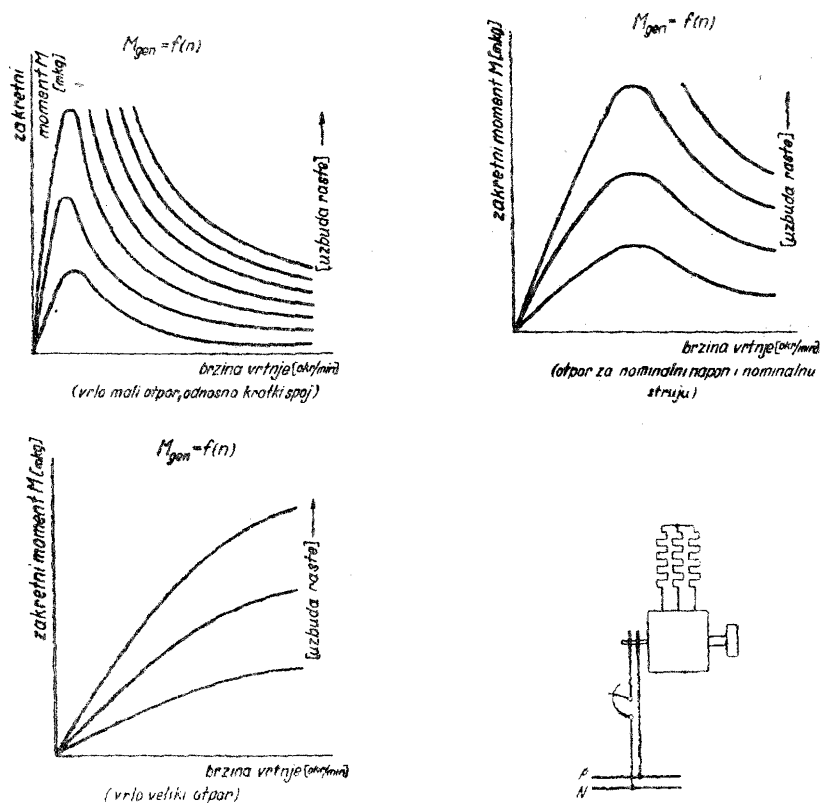 M_gen = f(n)
zakretni
moment M
[mkg]
[uzbuda raste]
brzina vrtnje [okr/min]
(vrlo mali otpor, odnosno kratki spoj)
M_gen = f(n)
zakretni moment M [mkg]
[uzbuda raste]
brzina vrtnje [okr/min]
(otpor za nominalni napon i nominalnu
struju)
M_gen = f(n)
zakretni moment M [mkg]
[uzbuda raste]
brzina vrtnje [okr/min]
(vrlo veliki otpor)
P
N